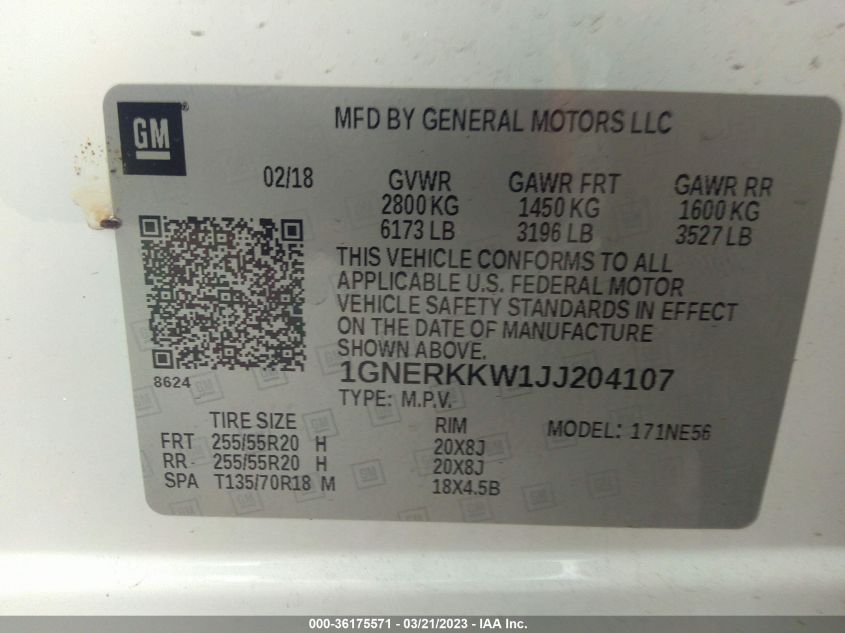 GM
MFD BY GENERAL MOTORS LLC
02/18 GVWR GAWR FRT GAWR RR
2800 KG 1450 KG 1600 KG
6173 LB 3196 LB 3527 LB
THIS VEHICLE CONFORMS TO ALL
APPLICABLE U.S. FEDERAL MOTOR
VEHICLE SAFETY STANDARDS IN EFFECT
ON THE DATE OF MANUFACTURE
SHOWN ABOVE.
8624
1GNERKKW1JJ204107
TYPE: M.P.V.
TIRE SIZE RIM MODEL: 171NE56
FRT 255/55R20 H 20X8J
RR 255/55R20 H 20X8J
SPA T135/70R18 M 18X4.5B
000-36175571 - 03/21/2023 - IAA Inc.